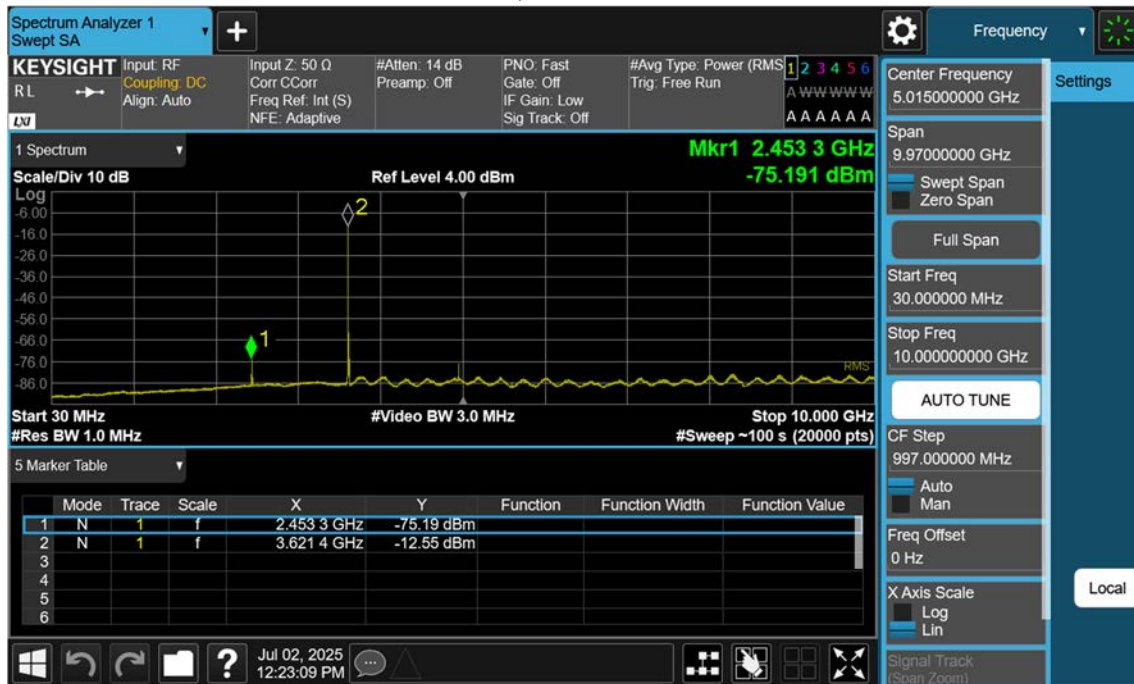 Spectrum Analyzer 1
Swept SA
+
Frequency
KEYSIGHT
RL
LXI
Input: RF
Coupling: DC
Align: Auto
Input Z: 50 Ω
Corr CCorr
Freq Ref: Int (S)
NFE: Adaptive
#Atten: 14 dB
Preamp: Off
PNO: Fast
Gate: Off
IF Gain: Low
Sig Track: Off
#Avg Type: Power (RMS
Trig: Free Run
1 2 3 4 5 6
A W W W W W
A A A A A A
1 Spectrum
Scale/Div 10 dB
Ref Level 4.00 dBm
Mkr1 2.453 3 GHz
-75.191 dBm
Log
-6.00
-16.0
-26.0
-36.0
-46.0
-56.0
-66.0
-76.0
-86.0
2
1
RMS
Start 30 MHz
#Video BW 3.0 MHz
Stop 10.000 GHz
#Res BW 1.0 MHz
#Sweep ~100 s (20000 pts)
5 Marker Table
Mode Trace Scale X Y Function Function Width Function Value
1 N 1 f 2.453 3 GHz -75.19 dBm
2 N 1 f 3.621 4 GHz -12.55 dBm
3
4
5
6
Center Frequency
5.015000000 GHz
Settings
Span
9.97000000 GHz
Swept Span
Zero Span
Full Span
Start Freq
30.000000 MHz
Stop Freq
10.000000000 GHz
AUTO TUNE
CF Step
997.000000 MHz
Auto
Man
Freq Offset
0 Hz
X Axis Scale
Log
Lin
Local
Signal Track
(Span Zoom)
?
Jul 02, 2025
12:23:09 PM